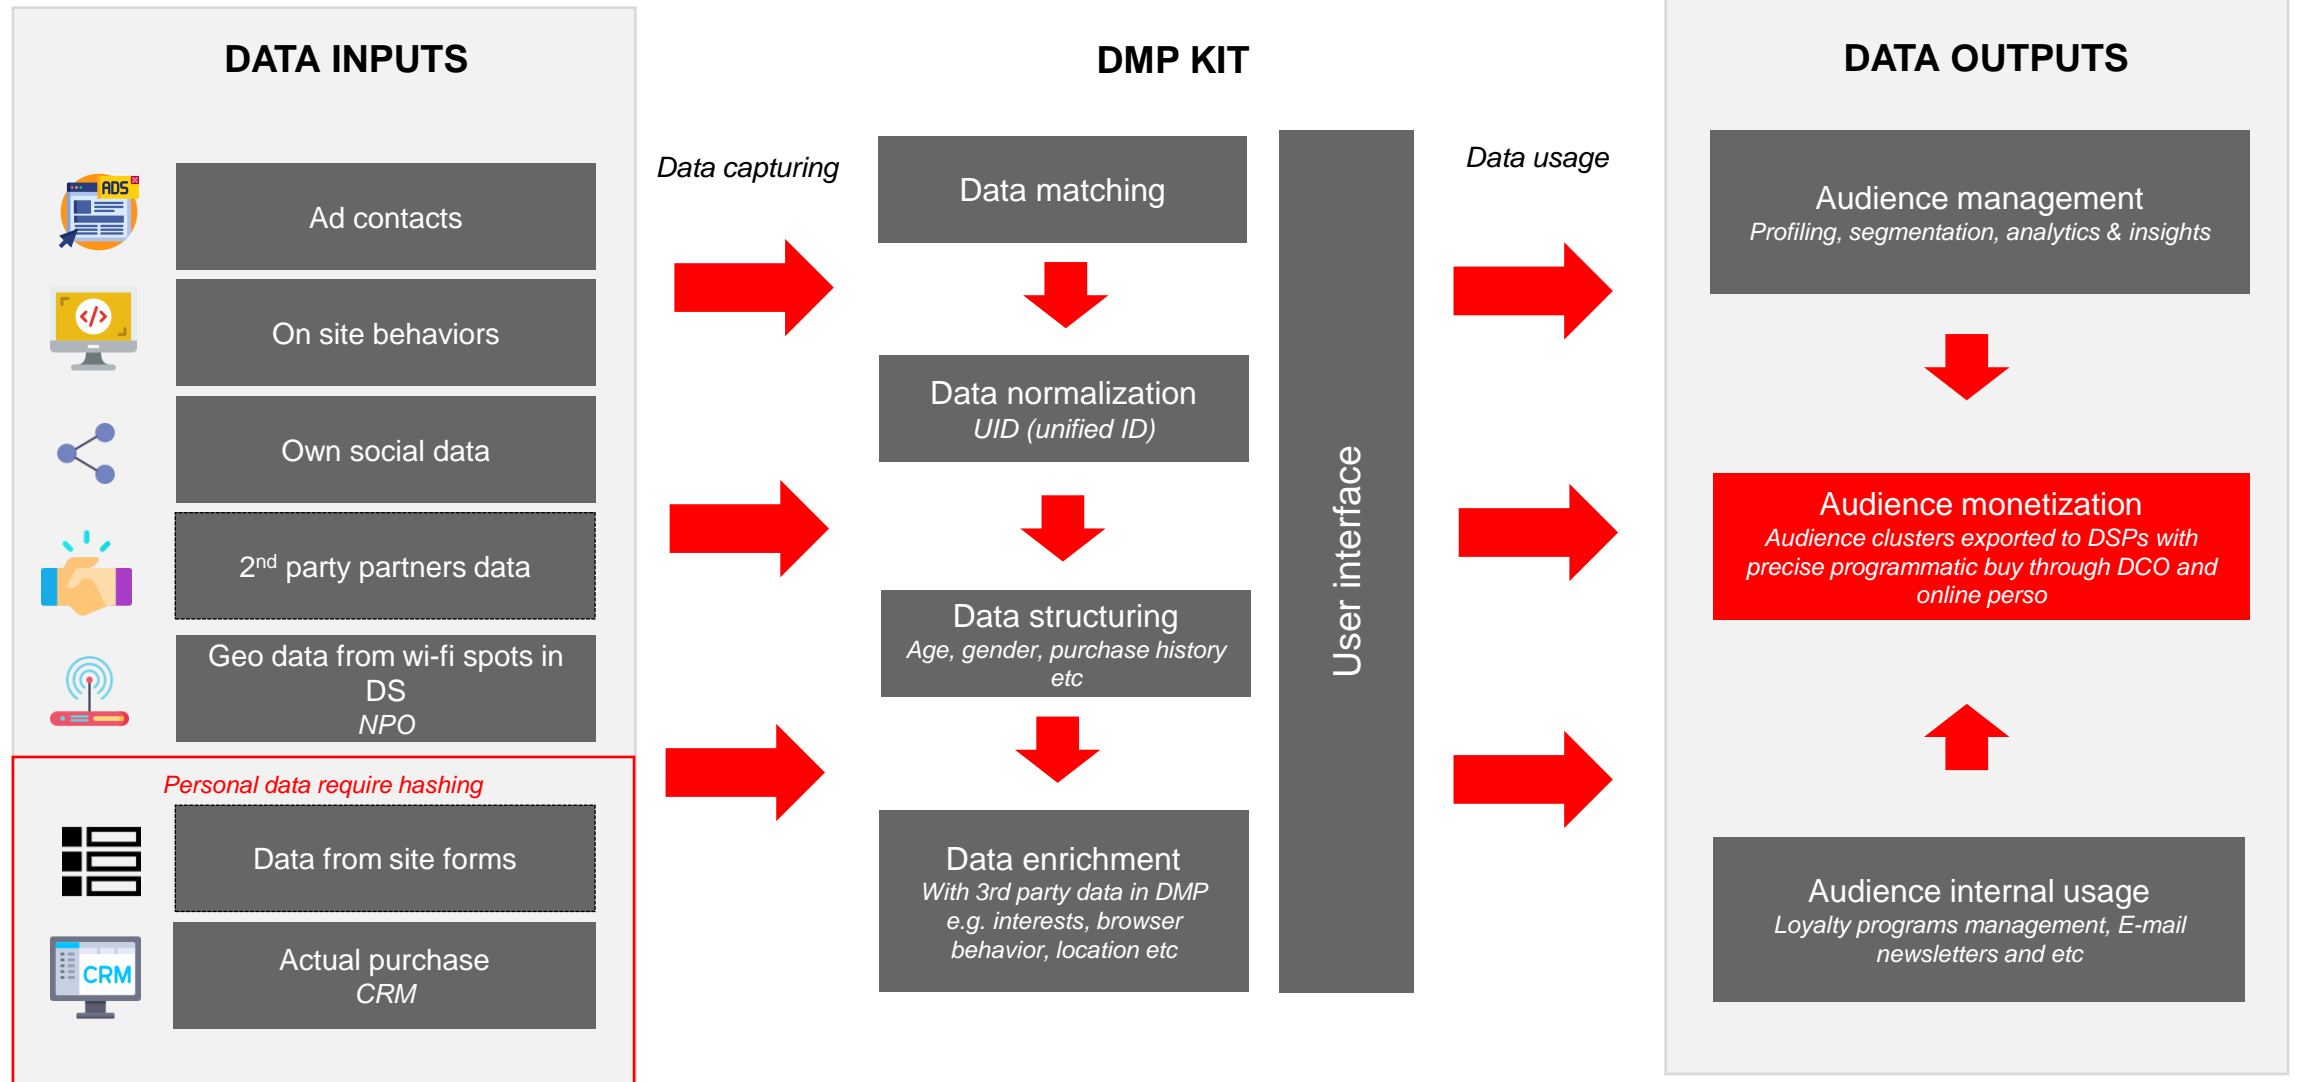 DATA INPUTS
ADS
Ad contacts
</>
On site behaviors
Own social data
2nd party partners data
Geo data from wi-fi spots in
DS
NPO
Personal data require hashing
Data from site forms
CRM
Actual purchase
CRM
Data capturing
DMP KIT
Data matching
Data normalization
UID (unified ID)
Data structuring
Age, gender, purchase history
etc
Data enrichment
With 3rd party data in DMP
e.g. interests, browser
behavior, location etc
User interface
Data usage
DATA OUTPUTS
Audience management
Profiling, segmentation, analytics & insights
Audience monetization
Audience clusters exported to DSPs with
precise programmatic buy through DCO and
online perso
Audience internal usage
Loyalty programs management, E-mail
newsletters and etc